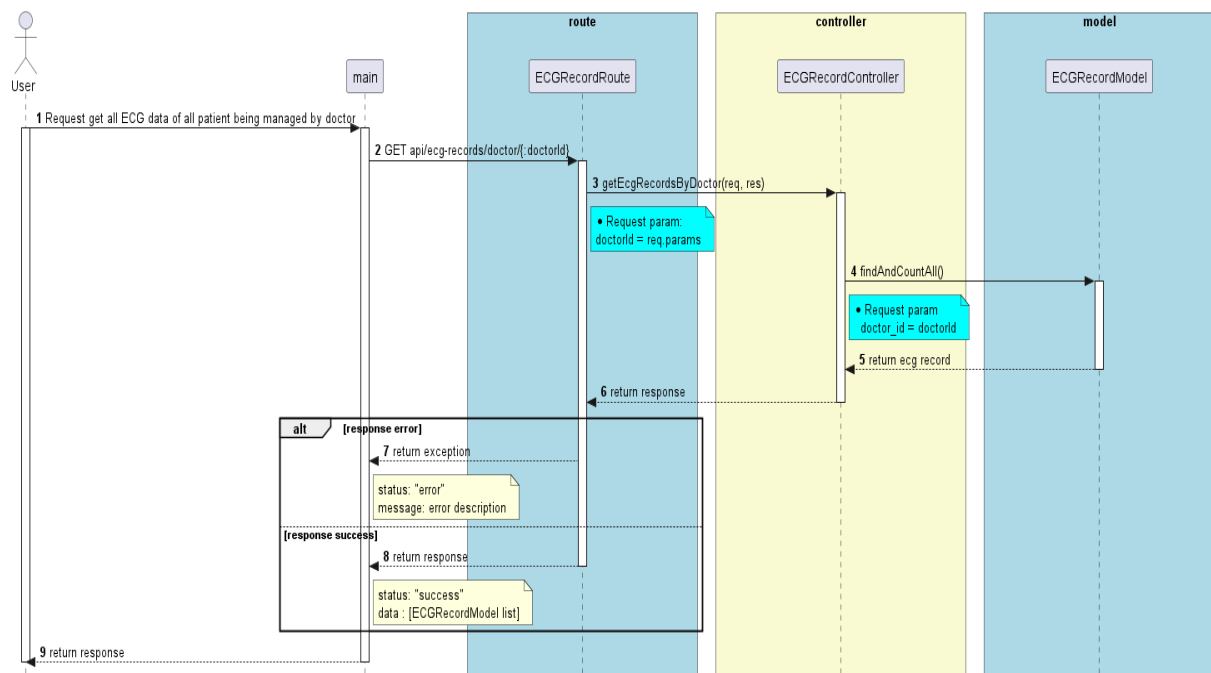 route
controller
model
User
main
ECGRecordRoute
ECGRecordController
ECGRecordModel
1 Request get all ECG data of all patient being managed by doctor
2 GET api/ecg-records/doctor/{:doctorId}
3 getEcgRecordsByDoctor(req, res)
• Request param:
doctorId = req.params
4 findAndCountAll()
• Request param
doctor_id = doctorId
5 return ecg record
6 return response
alt [response error]
7 return exception
status: "error"
message: error description
[response success]
8 return response
status: "success"
data : [ECGRecordModel list]
9 return response